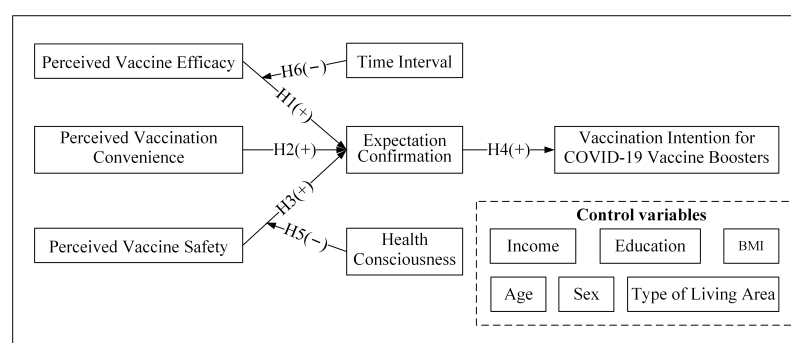 Perceived Vaccine Efficacy
H6(−)
Time Interval
H1(+)
Perceived Vaccination
Convenience
H2(+)
Expectation
Confirmation
H4(+)
Vaccination Intention for
COVID-19 Vaccine Boosters
H3(+)
Perceived Vaccine Safety
H5(−)
Health
Consciousness
Control variables
Income
Education
BMI
Age
Sex
Type of Living Area